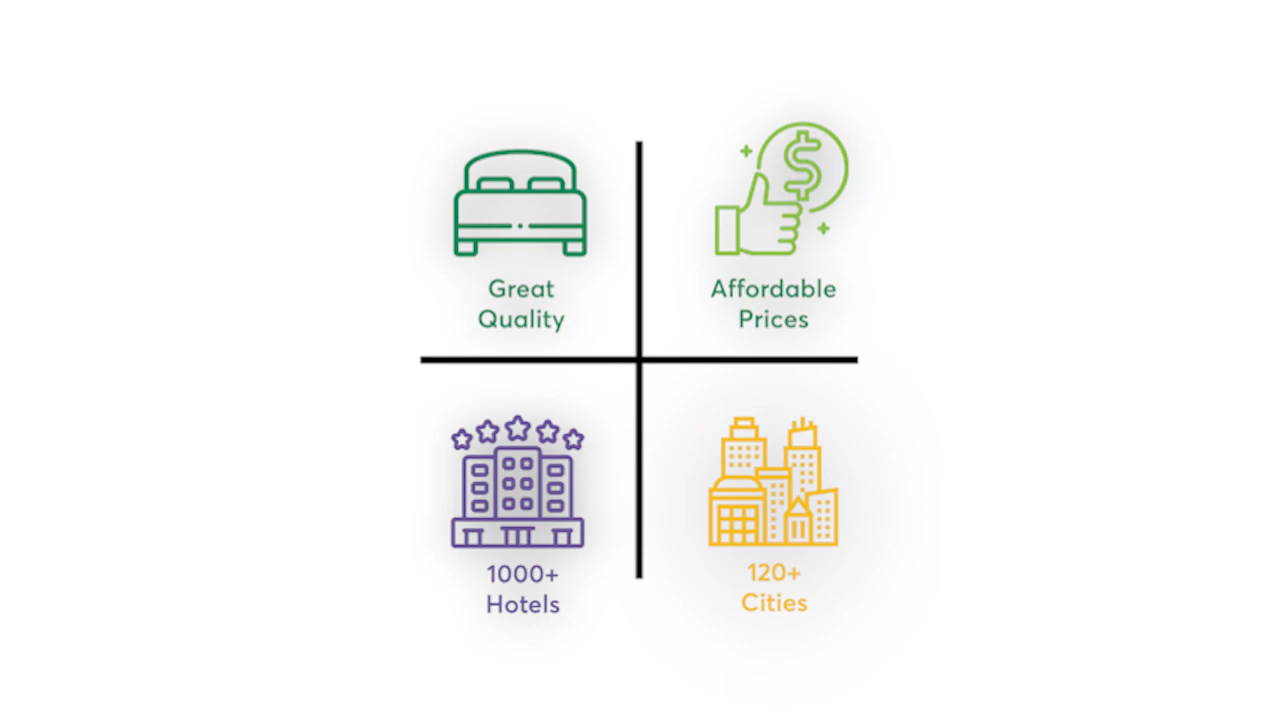 Great
Quality
Affordable
Prices
1000+
Hotels
120+
Cities